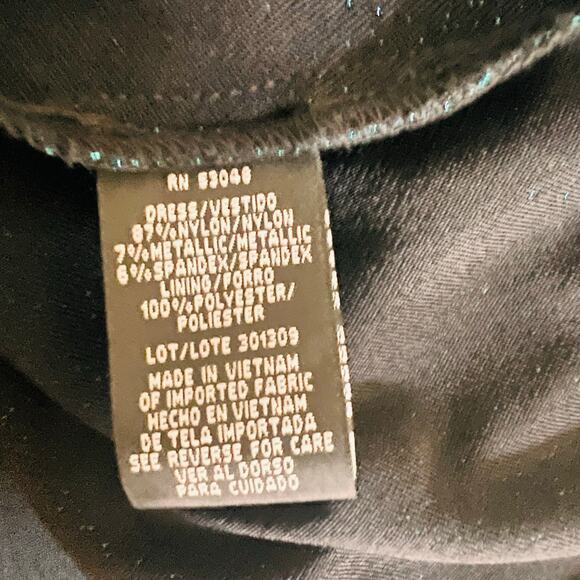 RN 53046
DRESS/VESTIDO
87%NYLON/NYLON
7%METALLIC/METALLIC
6%SPANDEX/SPANDEX
LINING/FORRO
100%POLYESTER/
POLIESTER
LOT/LOTE 301309
MADE IN VIETNAM
OF IMPORTED FABRIC
HECHO EN VIETNAM
DE TELA IMPORTADA
SEE REVERSE FOR CARE
VER AL DORSO
PARA CUIDADO